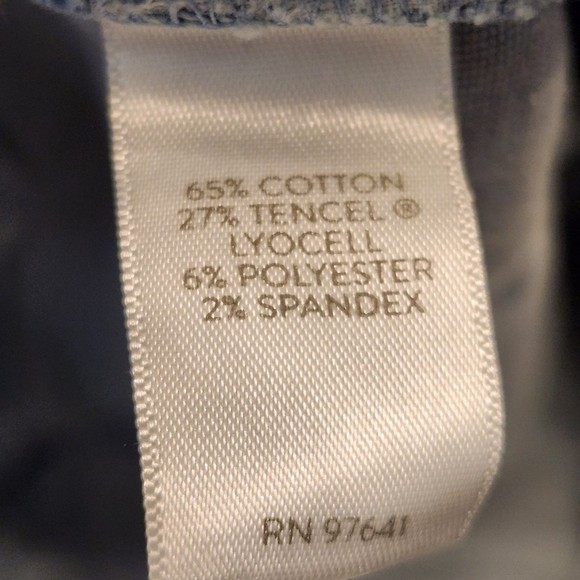 65% COTTON
27% TENCEL ®
LYOCELL
6% POLYESTER
2% SPANDEX
RN 97641